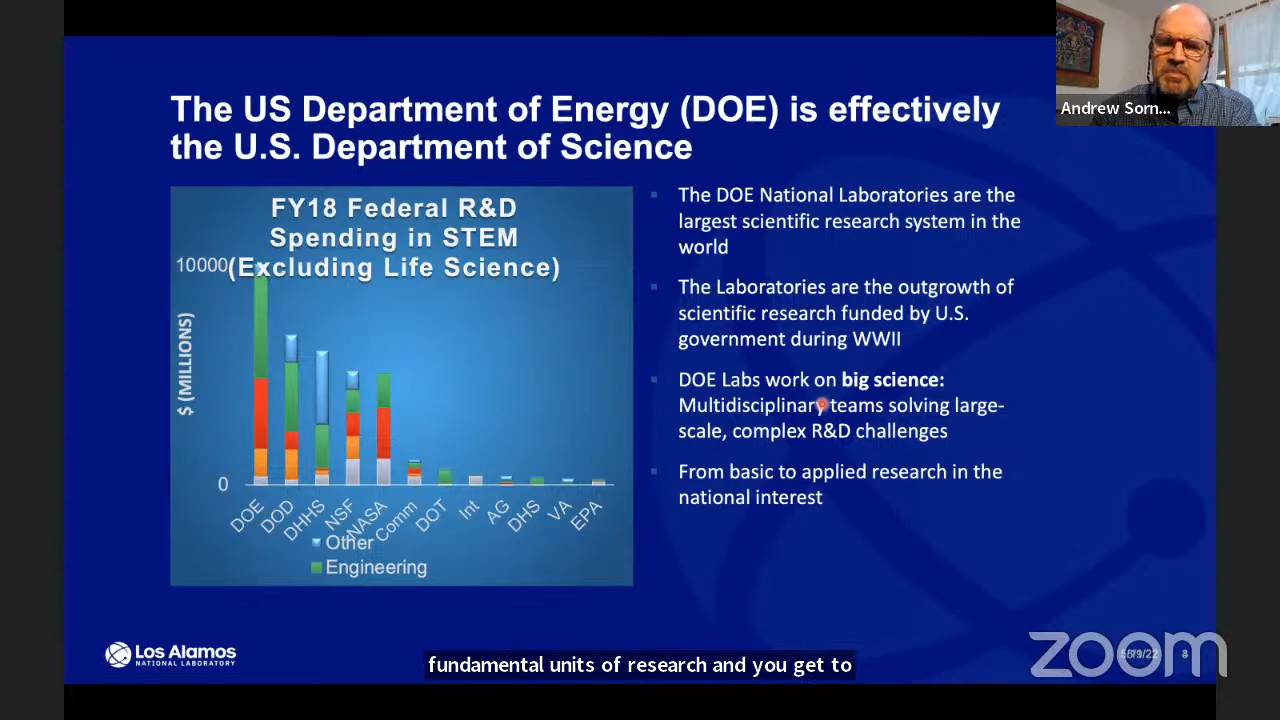 The US Department of Energy (DOE) is effectively
the U.S. Department of Science
Andrew Sorn...
FY18 Federal R&D
Spending in STEM
(Excluding Life Science)
10000
$ (MILLIONS)
0
DOE
DOD
DHHS
NSF
NASA
Comm
DOT
Int
AG
DHS
VA
EPA
Other
Engineering
The DOE National Laboratories are the
largest scientific research system in the
world
The Laboratories are the outgrowth of
scientific research funded by U.S.
government during WWII
DOE Labs work on big science:
Multidisciplinary teams solving large-
scale, complex R&D challenges
From basic to applied research in the
national interest
Los Alamos
NATIONAL LABORATORY
fundamental units of research and you get to
zoom